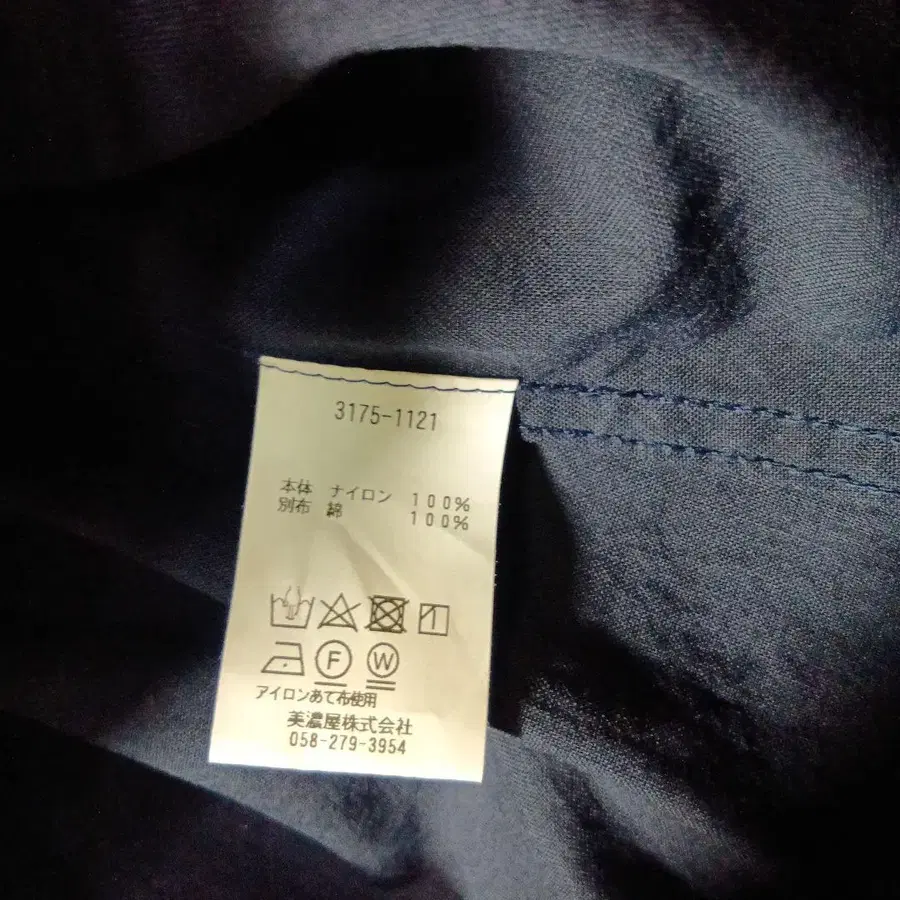 3175-1121
本体 ナイロン 100%
別布 綿 100%
F W
アイロンあて布使用
美濃屋株式会社
058-279-3954